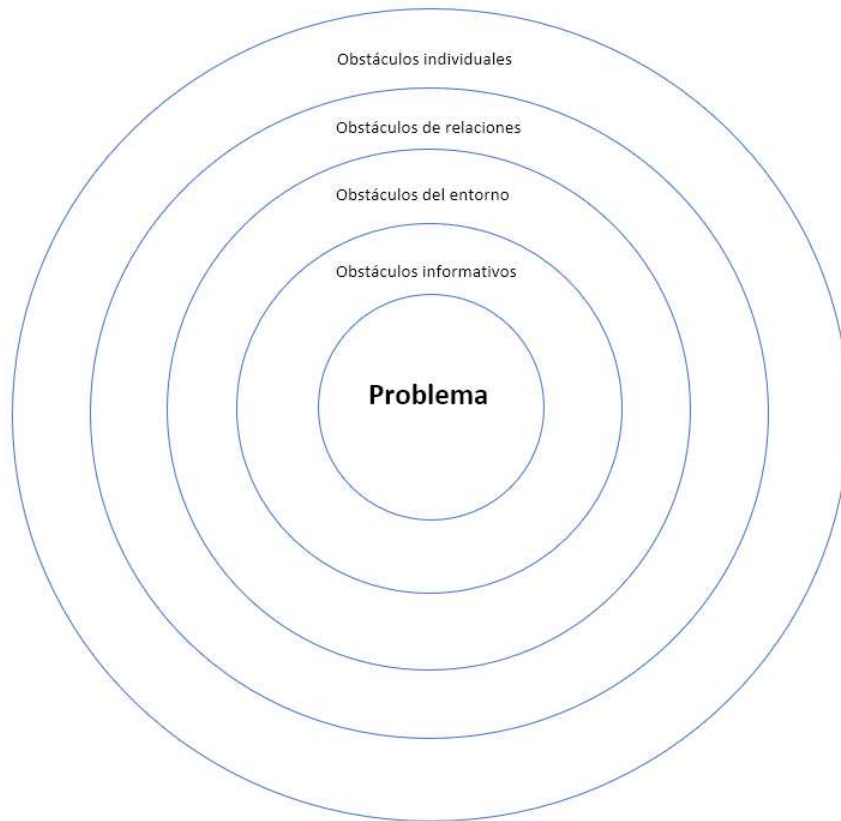 Obstáculos individuales
Obstáculos de relaciones
Obstáculos del entorno
Obstáculos informativos
Problema